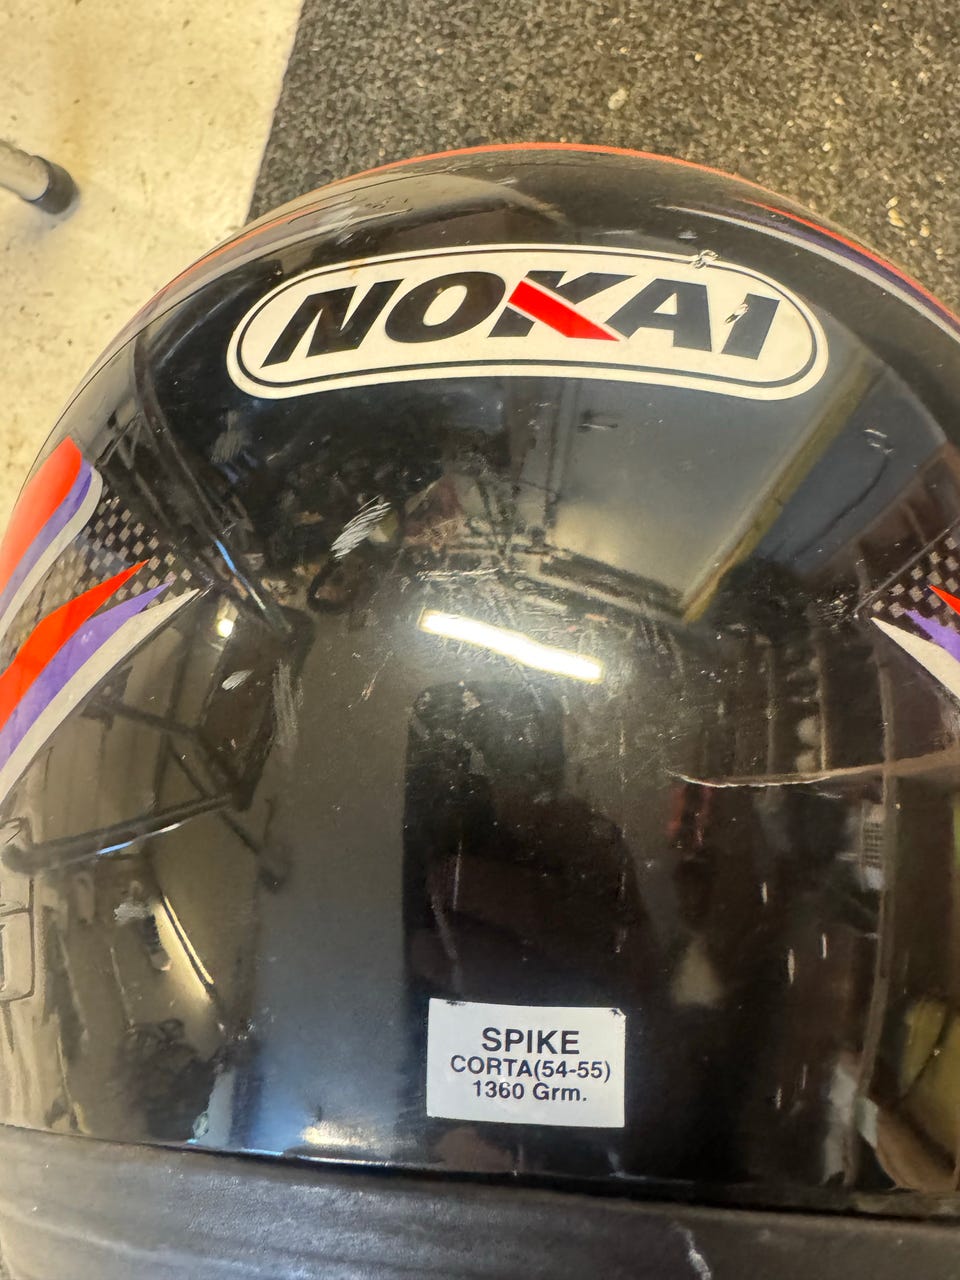 NOKAI
SPIKE
CORTA(54-55)
1360 Grm.